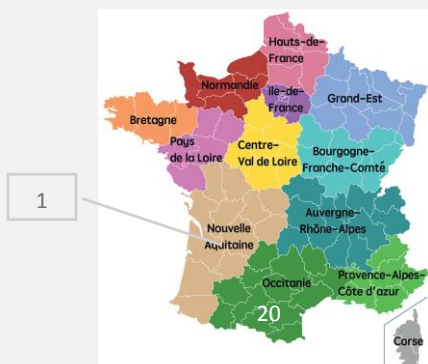 Hauts-de-
France
Normandie
Ile-de-
France
Grand-Est
Bretagne
Pays
de la Loire
Centre-
Val de Loire
Bourgogne-
Franche-Comté
1
Nouvelle
Aquitaine
Auvergne-
Rhône-Alpes
Occitanie
20
Provence-Alpes-
Côte d'azur
Corse